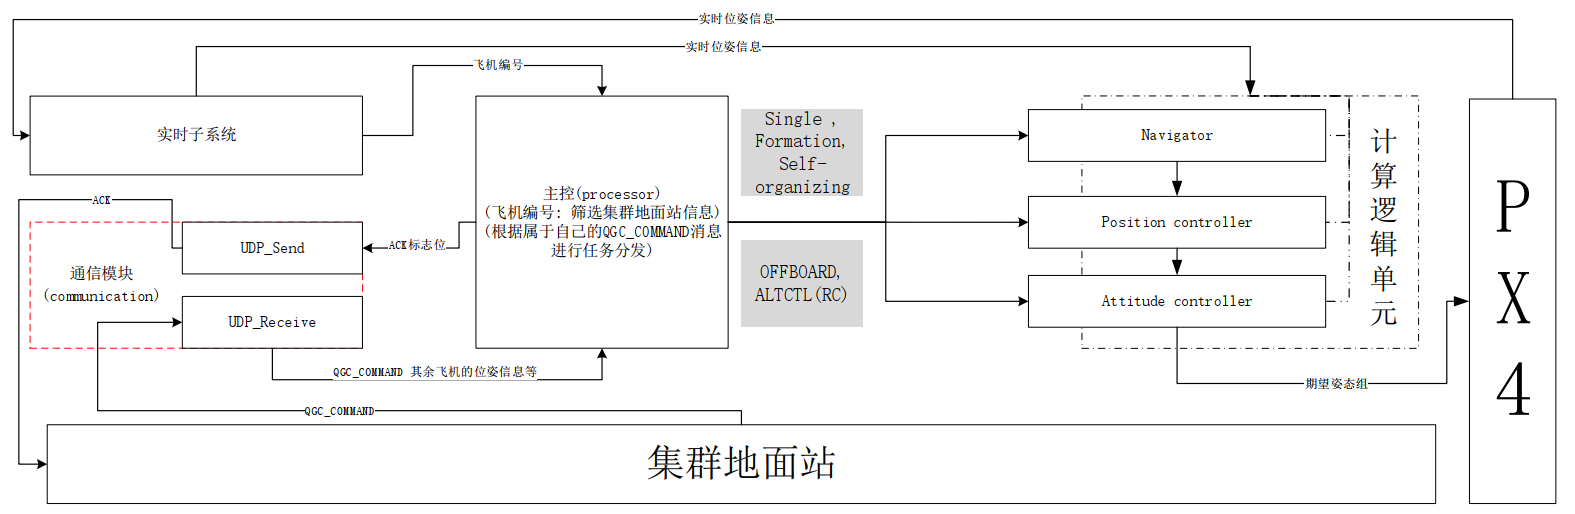 实时位姿信息
实时位姿信息
飞机编号
实时子系统
Single ,
Formation,
Self-
organizing
Navigator
主控(processor)
(飞机编号: 筛选集群地面站信息)
(根据属于自己的QGC_COMMAND消息
进行任务分发)
ACK
UDP_Send
ACK标志位
通信模块
(communication)
UDP_Receive
OFFBOARD,
ALTCTL(RC)
Position controller
Attitude controller
计算逻辑单元
PX4
QGC_COMMAND 其余飞机的位姿信息等
期望姿态组
QGC_COMMAND
集群地面站